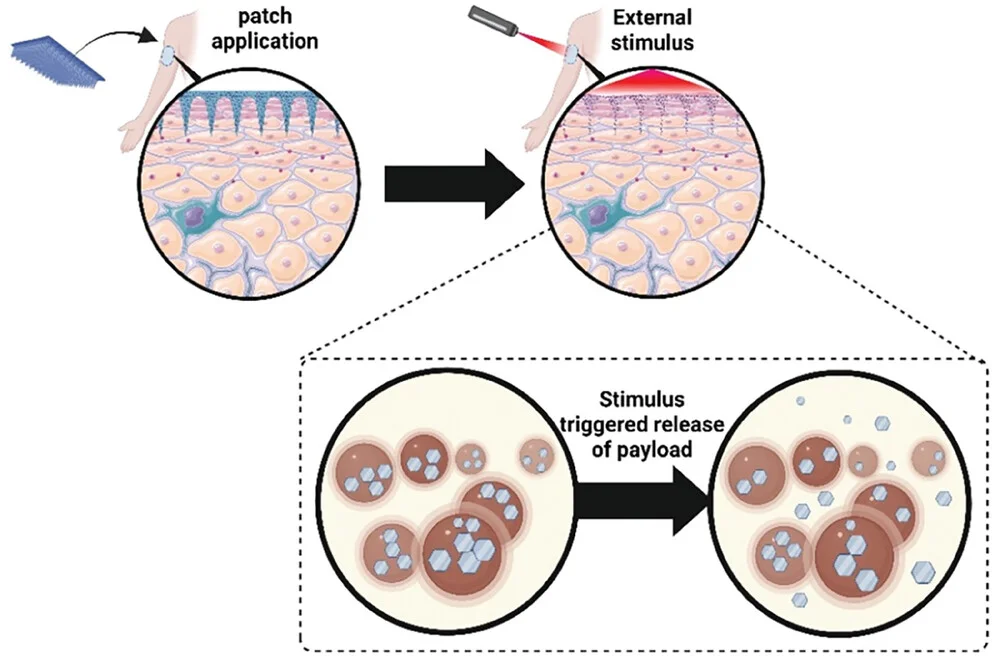 patch
application
External
stimulus
Stimulus
triggered release
of payload